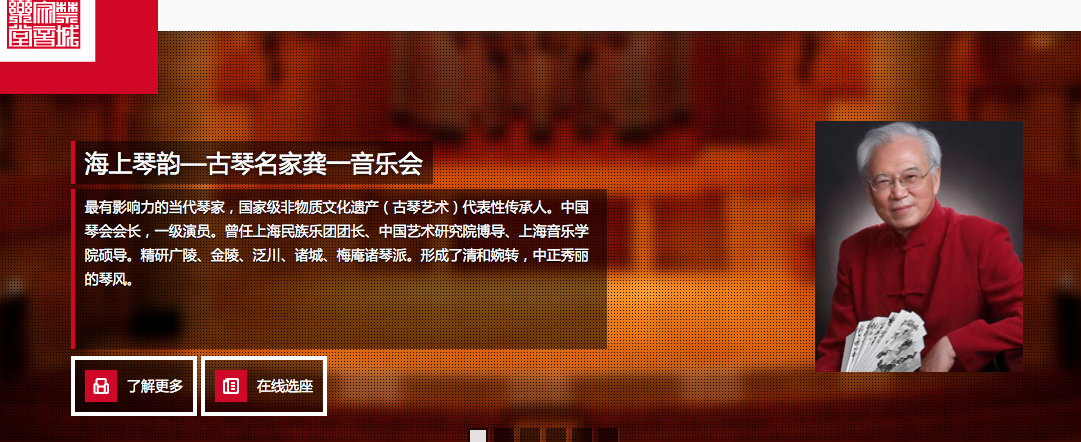 海上琴韵—古琴名家龚一音乐会
最有影响力的当代琴家，国家级非物质文化遗产（古琴艺术）代表性传承人。中国
琴会会长，一级演员。曾任上海民族乐团团长、中国艺术研究院博导、上海音乐学
院硕导。精研广陵、金陵、泛川、诸城、梅庵诸琴派。形成了清和婉转，中正秀丽
的琴风。
了解更多
在线选座